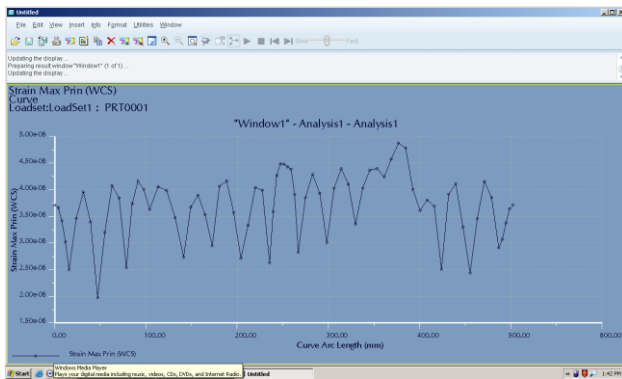 Untitled
File Edit View Insert Info Format Utilities Window
Slow Fast
Updating the display ...
Preparing result window "Window1" (1 of 1) ...
Updating the display ...
Strain Max Prin (WCS)
Curve
Loadset:LoadSet1 : PRT0001
"Window1" - Analysis1 - Analysis1
5.00e-06
4.50e-06
4.00e-06
3.50e-06
3.00e-06
2.50e-06
2.00e-06
1.50e-06
Strain Max Prin (WCS)
0,00 100,00 200,00 300,00 400,00 500,00 600,00
Curve Arc Length (mm)
Strain Max Prin (WCS)
Windows Media Player
Plays your digital media including music, videos, CDs, DVDs, and Internet Radio.
Start Untitled 1:42 PM